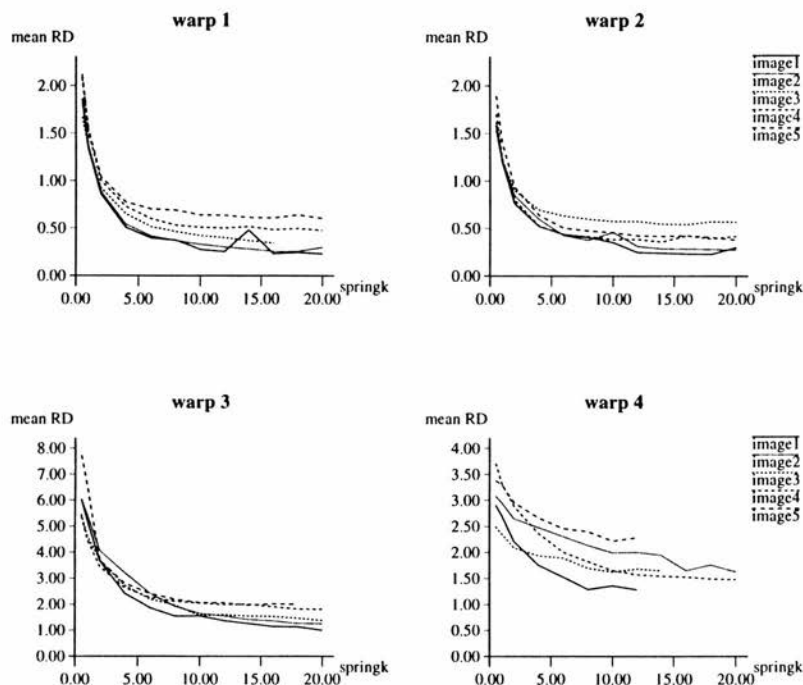 warp 1
mean RD
2.00
1.50
1.00
0.50
0.00
0.00 5.00 10.00 15.00 20.00
springk
warp 2
mean RD
2.00
1.50
1.00
0.50
0.00
0.00 5.00 10.00 15.00 20.00
springk
image1
image2
image3
image4
image5
warp 3
mean RD
8.00
7.00
6.00
5.00
4.00
3.00
2.00
1.00
0.00
0.00 5.00 10.00 15.00 20.00
springk
warp 4
mean RD
4.00
3.50
3.00
2.50
2.00
1.50
1.00
0.50
0.00
0.00 5.00 10.00 15.00 20.00
springk
image1
image2
image3
image4
image5